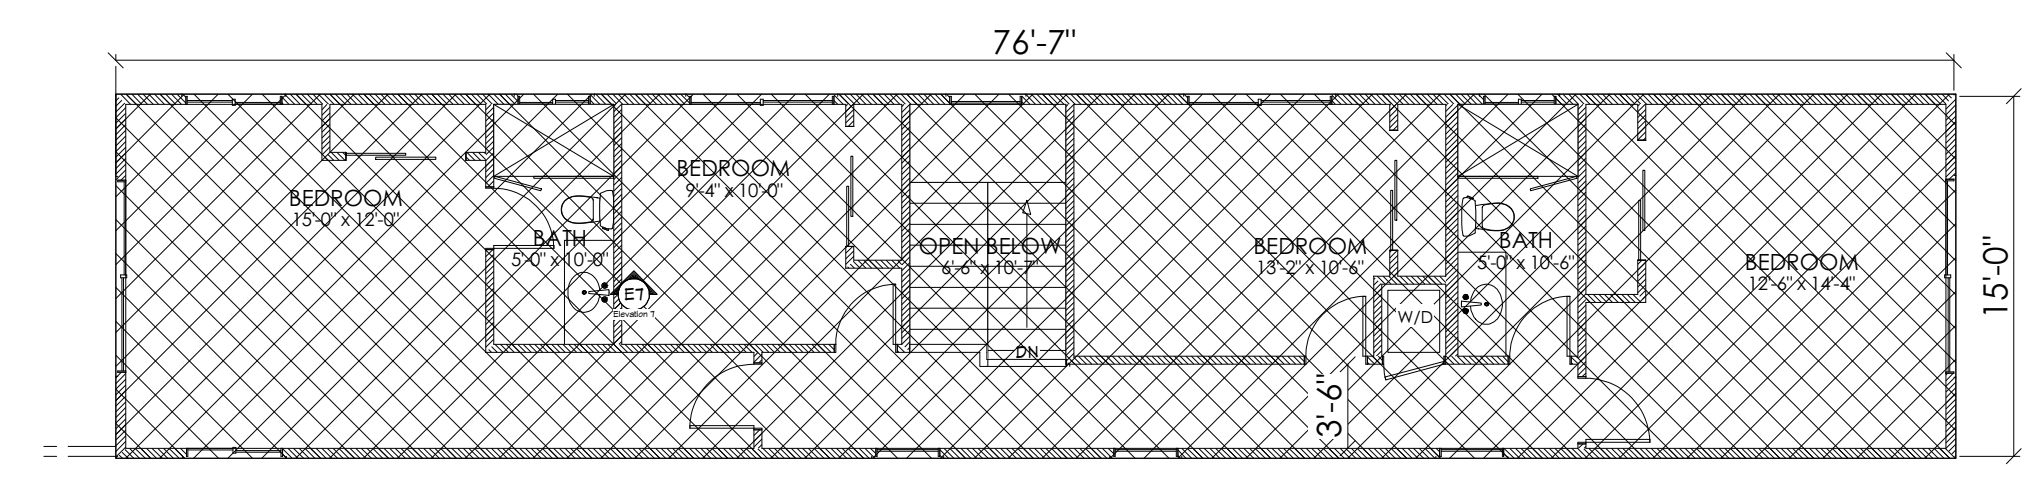 76'-7"
BEDROOM
15'-0" x 12'-0"
BATH
5'-0" x 10'-0"
E7
Elevation 7
BEDROOM
9'-4" x 10'-0"
OPEN BELOW
6'-6" x 10'-7"
DN
BEDROOM
13'-2" x 10'-6"
W/D
3'-6"
BATH
5'-0" x 10'-6"
BEDROOM
12'-6" x 14'-4"
15'-0"